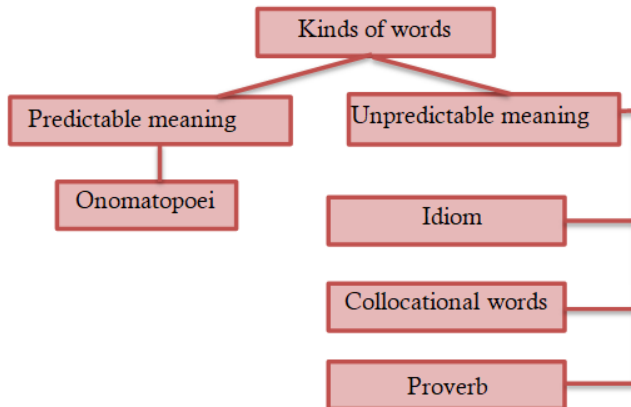 Kinds of words
Predictable meaning
Unpredictable meaning
Onomatopoei
Idiom
Collocational words
Proverb